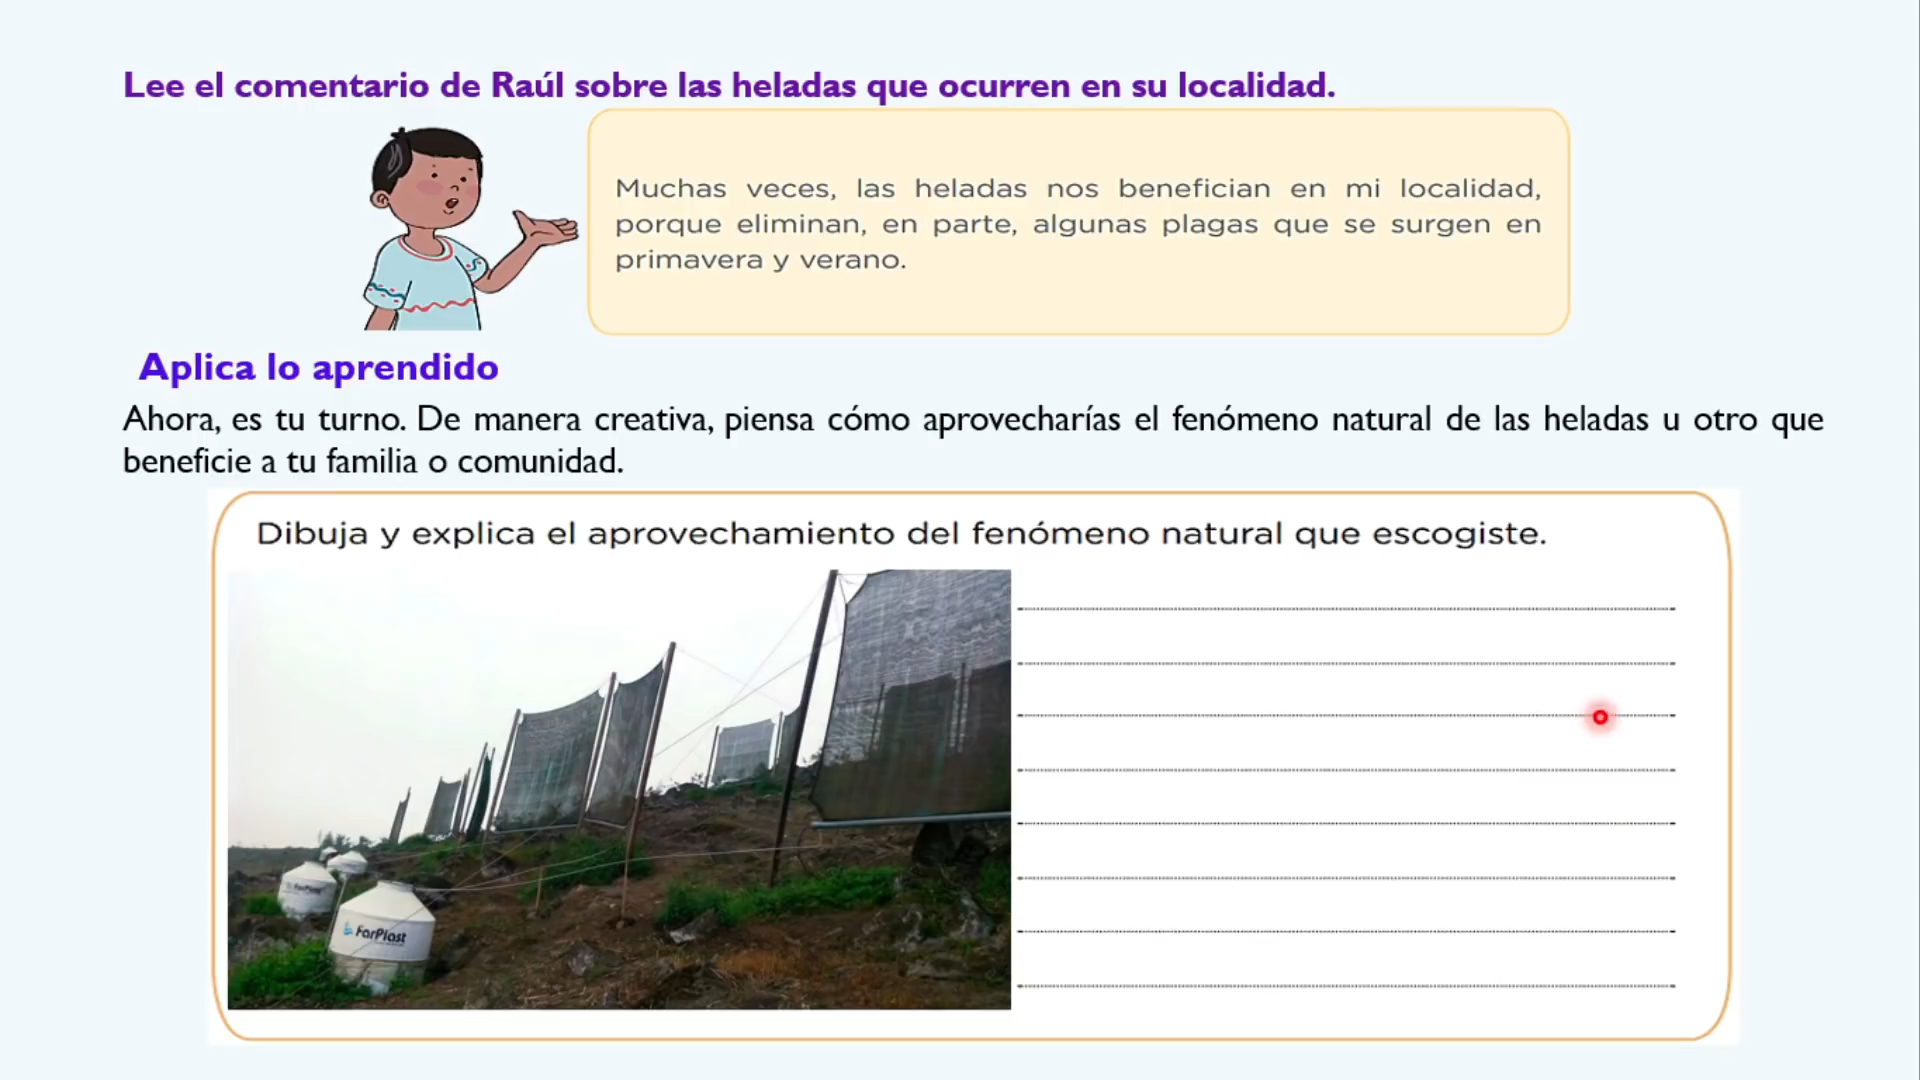 Lee el comentario de Raúl sobre las heladas que ocurren en su localidad.
Muchas veces, las heladas nos benefician en mi localidad,
porque eliminan, en parte, algunas plagas que se surgen en
primavera y verano.
Aplica lo aprendido
Ahora, es tu turno. De manera creativa, piensa cómo aprovecharías el fenómeno natural de las heladas u otro que
beneficie a tu familia o comunidad.
Dibuja y explica el aprovechamiento del fenómeno natural que escogiste.
FarPlast
FarPlast